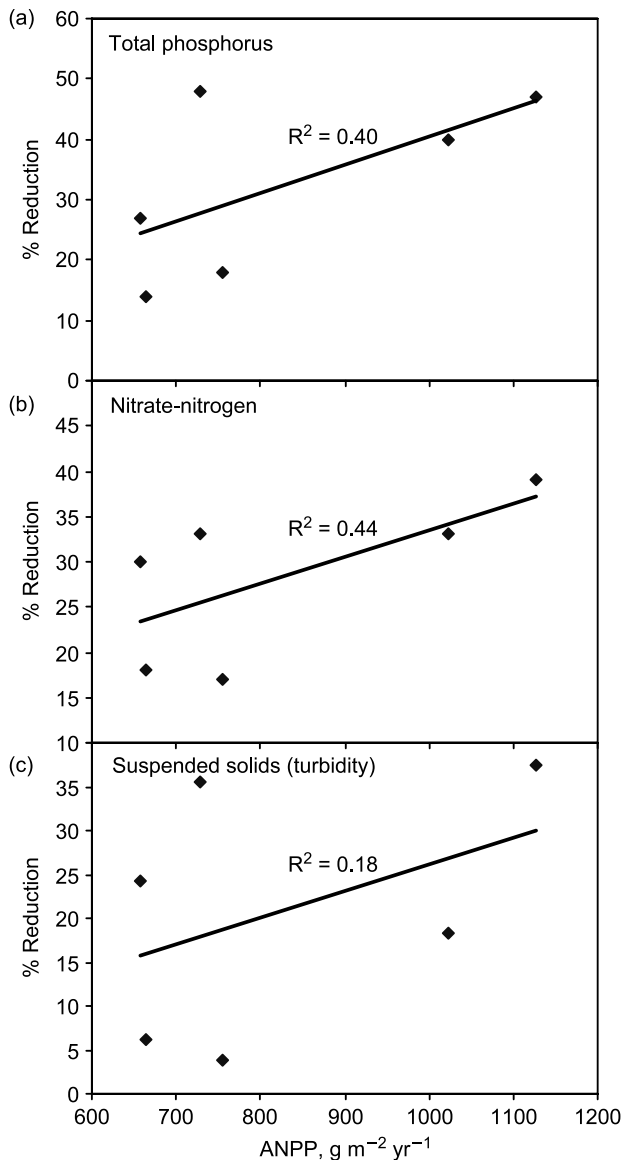 (a)
60
Total phosphorus
50
40
R² = 0.40
30
20
10
0
% Reduction
(b)
Nitrate-nitrogen
45
40
35
R² = 0.44
30
25
20
15
10
% Reduction
(c)
Suspended solids (turbidity)
35
30
R² = 0.18
25
20
15
10
5
0
% Reduction
600 700 800 900 1000 1100 1200
ANPP, g m⁻² yr⁻¹